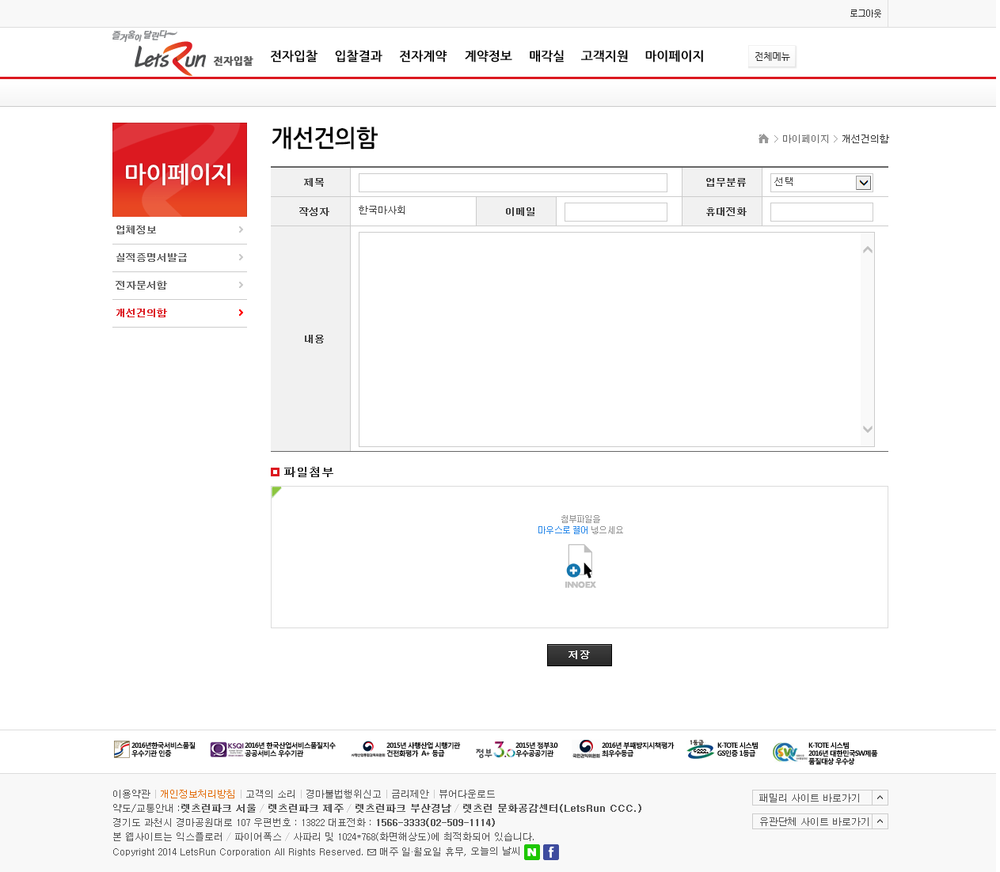 로그아웃
즐거움이 달린다~
LetsRun 전자입찰
전자입찰 입찰결과 전자계약 계약정보 매각실 고객지원 마이페이지
전체메뉴
마이페이지
업체정보
실적증명서발급
전자문서함
개선건의함
개선건의함
> 마이페이지 > 개선건의함
제목 업무분류 선택
작성자 한국마사회 이메일 휴대전화
내용
파일첨부
첨부파일을
마우스로 끌어 넣으세요
INNOEX
저장
2016년한국서비스품질
우수기관 인증
KSQI 2016년 한국산업서비스품질지수
공공서비스 우수기관
사행산업통합감독위원회 2015년 사행산업 시행기관
건전화평가 A+ 등급
정부3.0 2015년 정부3.0
우수공공기관
국민권익위원회 2016년 부패방지시책평가
최우수등급
1등급 K-TOTE 시스템
GS인증 1등급
SW K-TOTE 시스템
2016년 대한민국SW제품
품질대상 우수상
이용약관 | 개인정보처리방침 | 고객의 소리 | 경마불법행위신고 | 금리제안 | 뷰어다운로드
약도/교통안내 :렛츠런파크 서울 / 렛츠런파크 제주 / 렛츠런파크 부산경남 / 렛츠런 문화공감센터(LetsRun CCC.)
경기도 과천시 경마공원대로 107 우편번호 : 13822 대표전화 : 1566-3333(02-509-1114)
본 웹사이트는 익스플로러 / 파이어폭스 / 사파리 및 1024*768(화면해상도)에 최적화되어 있습니다.
Copyright 2014 LetsRun Corporation All Rights Reserved. 매주 일·월요일 휴무, 오늘의 날씨 N f
패밀리 사이트 바로가기
유관단체 사이트 바로가기